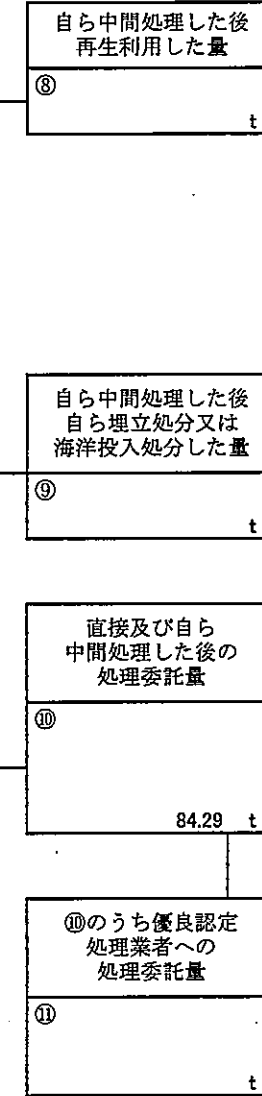 自ら中間処理した後
再生利用した量
⑧
t
自ら中間処理した後
自ら埋立処分又は
海洋投入処分した量
⑨
t
直接及び自ら
中間処理した後の
処理委託量
⑩
84.29 t
⑩のうち優良認定
処理業者への
処理委託量
⑪
t